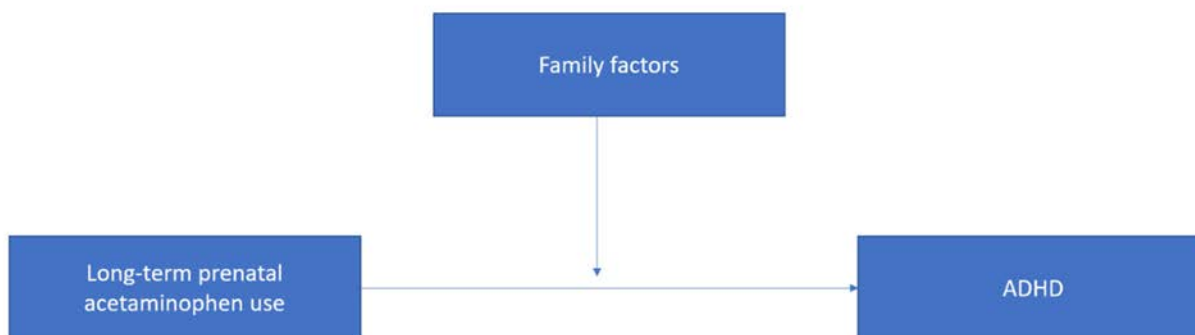 Family factors
Long-term prenatal
acetaminophen use
ADHD